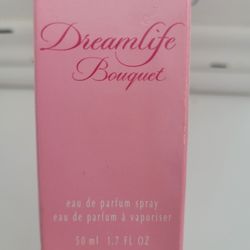 Dreamlife
Bouquet
eau de parfum spray
eau de parfum à vaporiser
50 ml 1.7 FL OZ